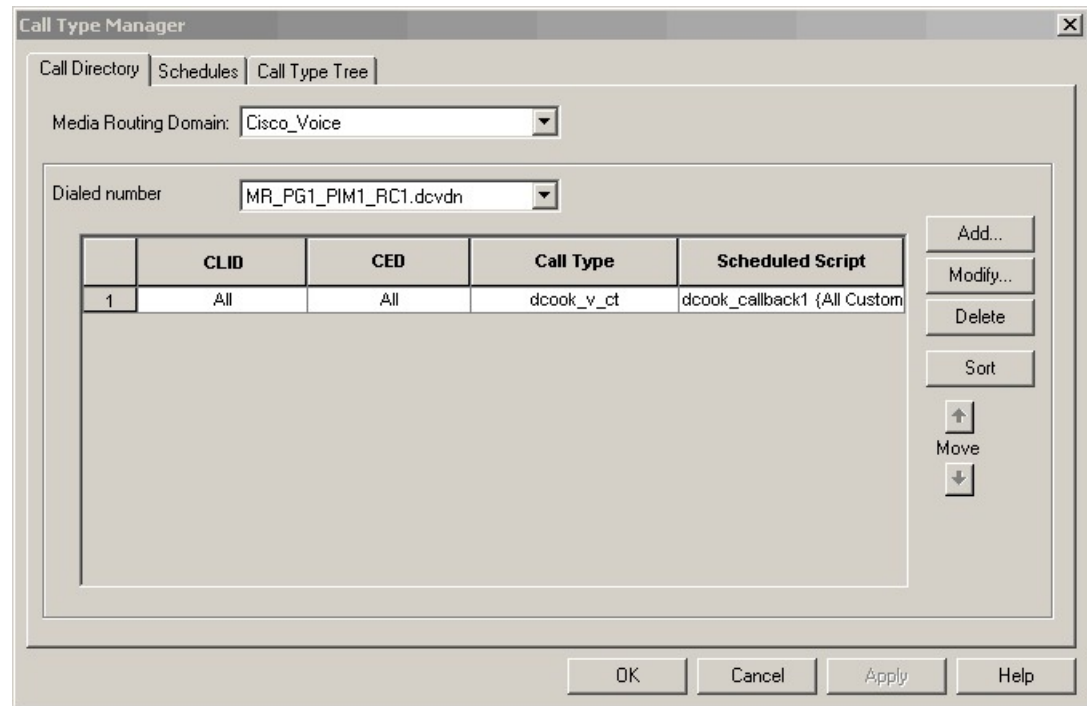 Call Type Manager
Call Directory Schedules Call Type Tree
Media Routing Domain: Cisco_Voice
Dialed number MR_PG1_PIM1_RC1.dcvdn
CLID CED Call Type Scheduled Script
1 All All dcook_v_ct dcook_callback1 {All Custom
Add...
Modify...
Delete
Sort
Move
OK Cancel Apply Help